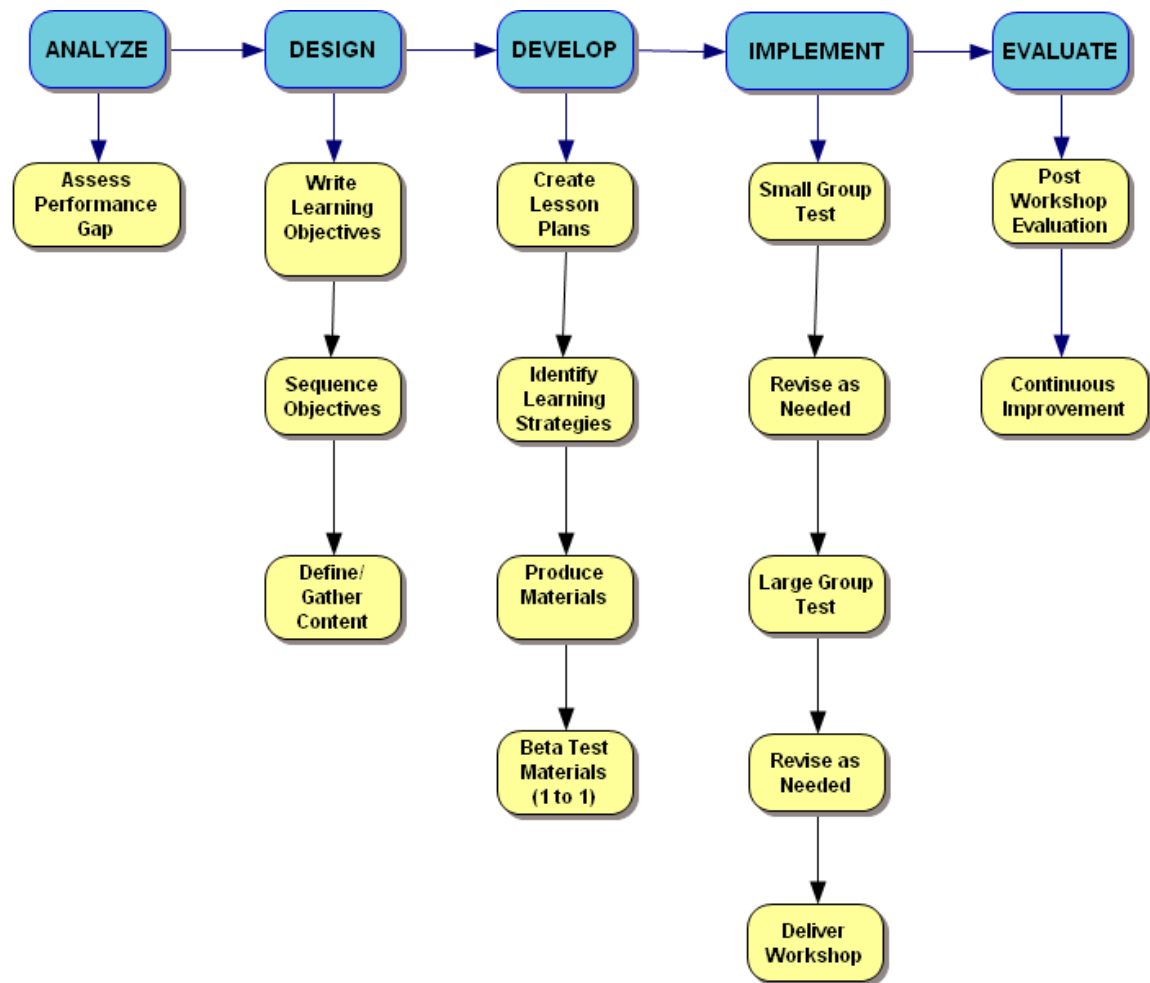 ANALYZE
DESIGN
DEVELOP
IMPLEMENT
EVALUATE
Assess
Performance
Gap
Write
Learning
Objectives
Sequence
Objectives
Define/
Gather
Content
Create
Lesson
Plans
Identify
Learning
Strategies
Produce
Materials
Beta Test
Materials
(1 to 1)
Small Group
Test
Revise as
Needed
Large Group
Test
Revise as
Needed
Deliver
Workshop
Post
Workshop
Evaluation
Continuous
Improvement